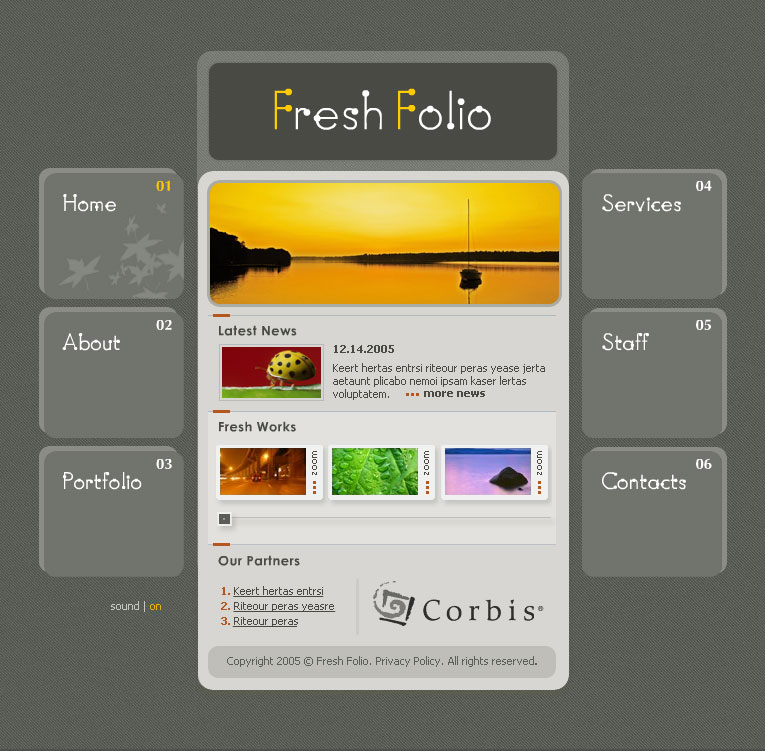 Fresh Folio
01
Home
02
About
03
Portfolio
sound | on
Latest News
12.14.2005
Keert hertas entrsi riteour peras yease jerta
aetaunt plicabo nemoi ipsam kaser lertas
voluptatem. more news
Fresh Works
zoom
zoom
zoom
Our Partners
1. Keert hertas entrsi
2. Riteour peras yeasre
3. Riteour peras
Corbis®
Copyright 2005 © Fresh Folio. Privacy Policy. All rights reserved.
04
Services
05
Staff
06
Contacts